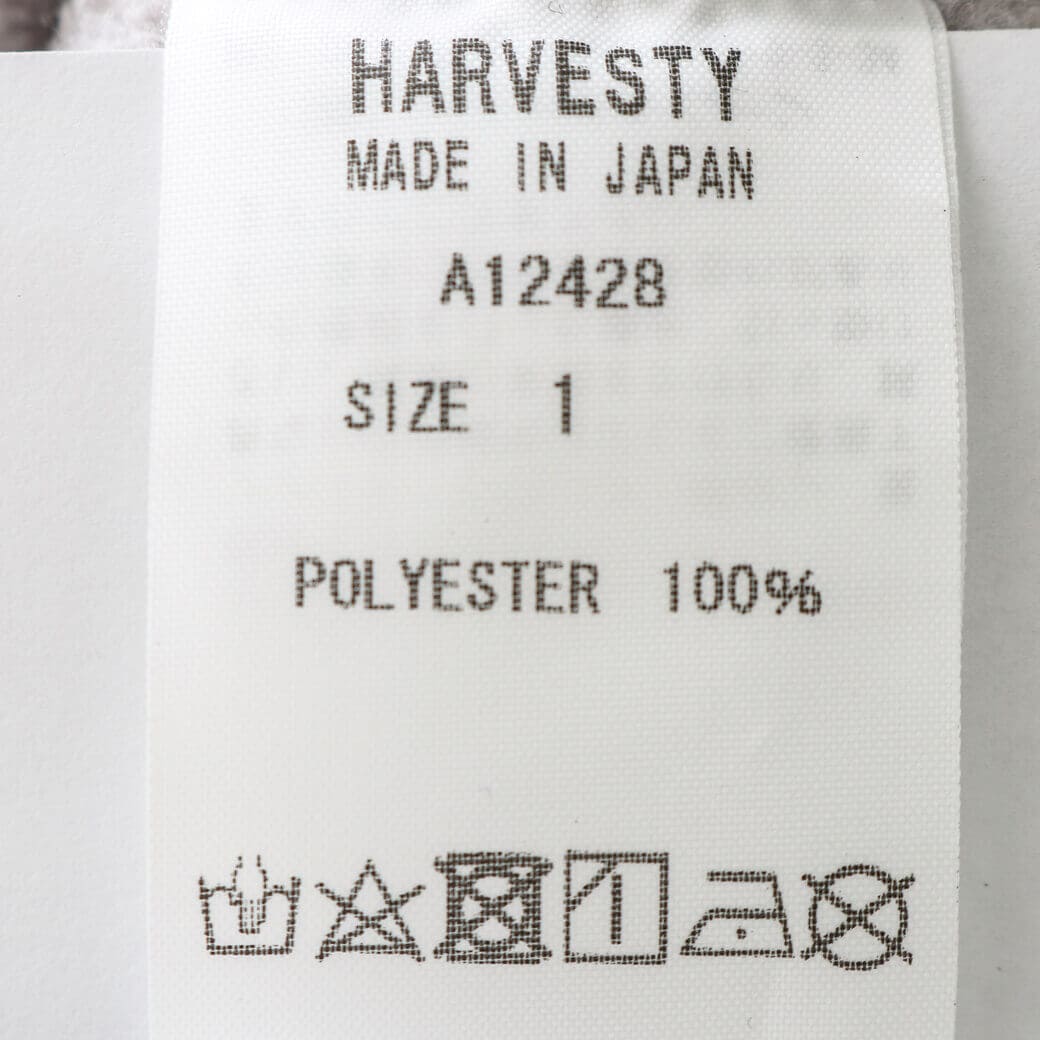 HARVESTY
MADE IN JAPAN
A12428
SIZE 1
POLYESTER 100%